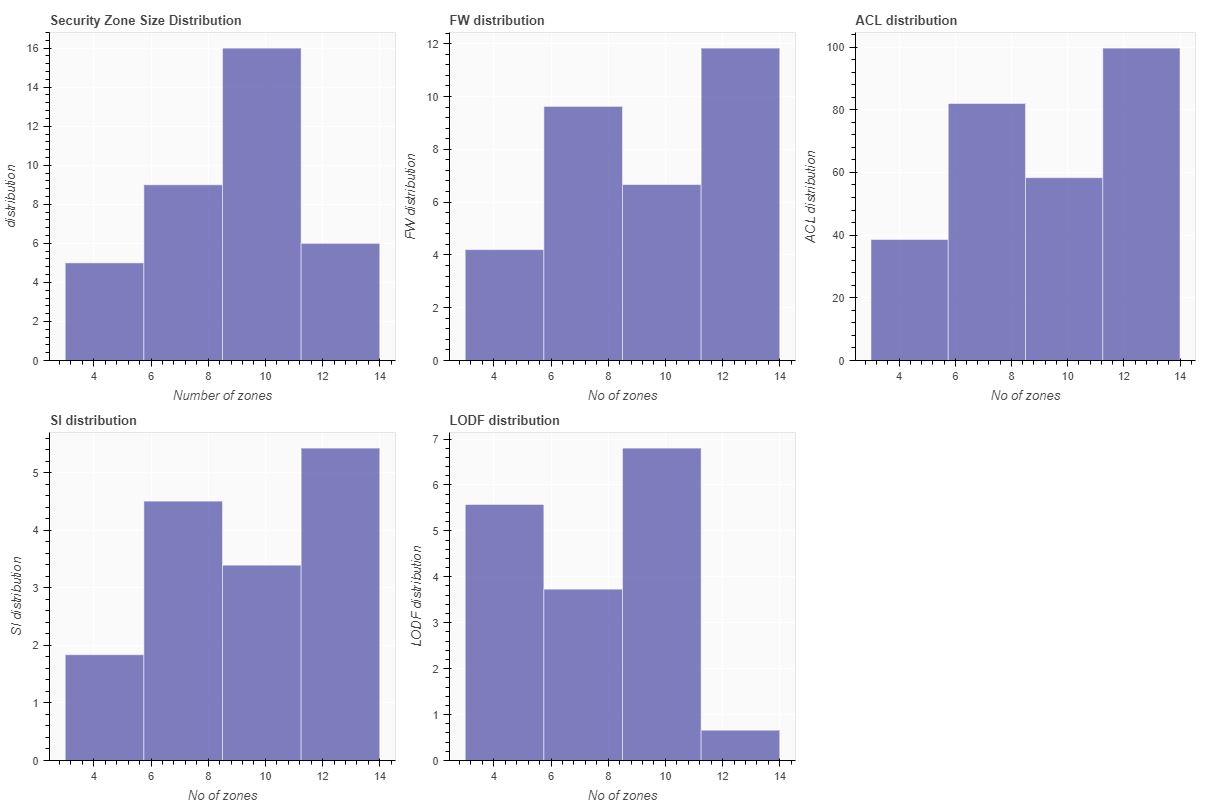 Security Zone Size Distribution
distribution
16
14
12
10
8
6
4
2
0
4 6 8 10 12 14
Number of zones
FW distribution
FW distribution
12
10
8
6
4
2
0
4 6 8 10 12 14
No of zones
ACL distribution
ACL distribution
100
80
60
40
20
0
4 6 8 10 12 14
No of zones
SI distribution
SI distribution
5
4
3
2
1
0
4 6 8 10 12 14
No of zones
LODF distribution
LODF distribution
7
6
5
4
3
2
1
0
4 6 8 10 12 14
No of zones